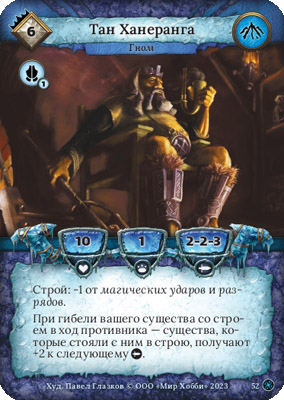 Тан Ханеранга
6
Гном
1
10
1
2-2-3
Строй: -1 от магических ударов и раз-
рядов.
При гибели вашего существа со стро-
ем в ход противника — существа, ко-
торые стояли с ним в строю, получают
+2 к следующему
Худ. Павел Глазков © ООО «Мир Хобби» 2023
52